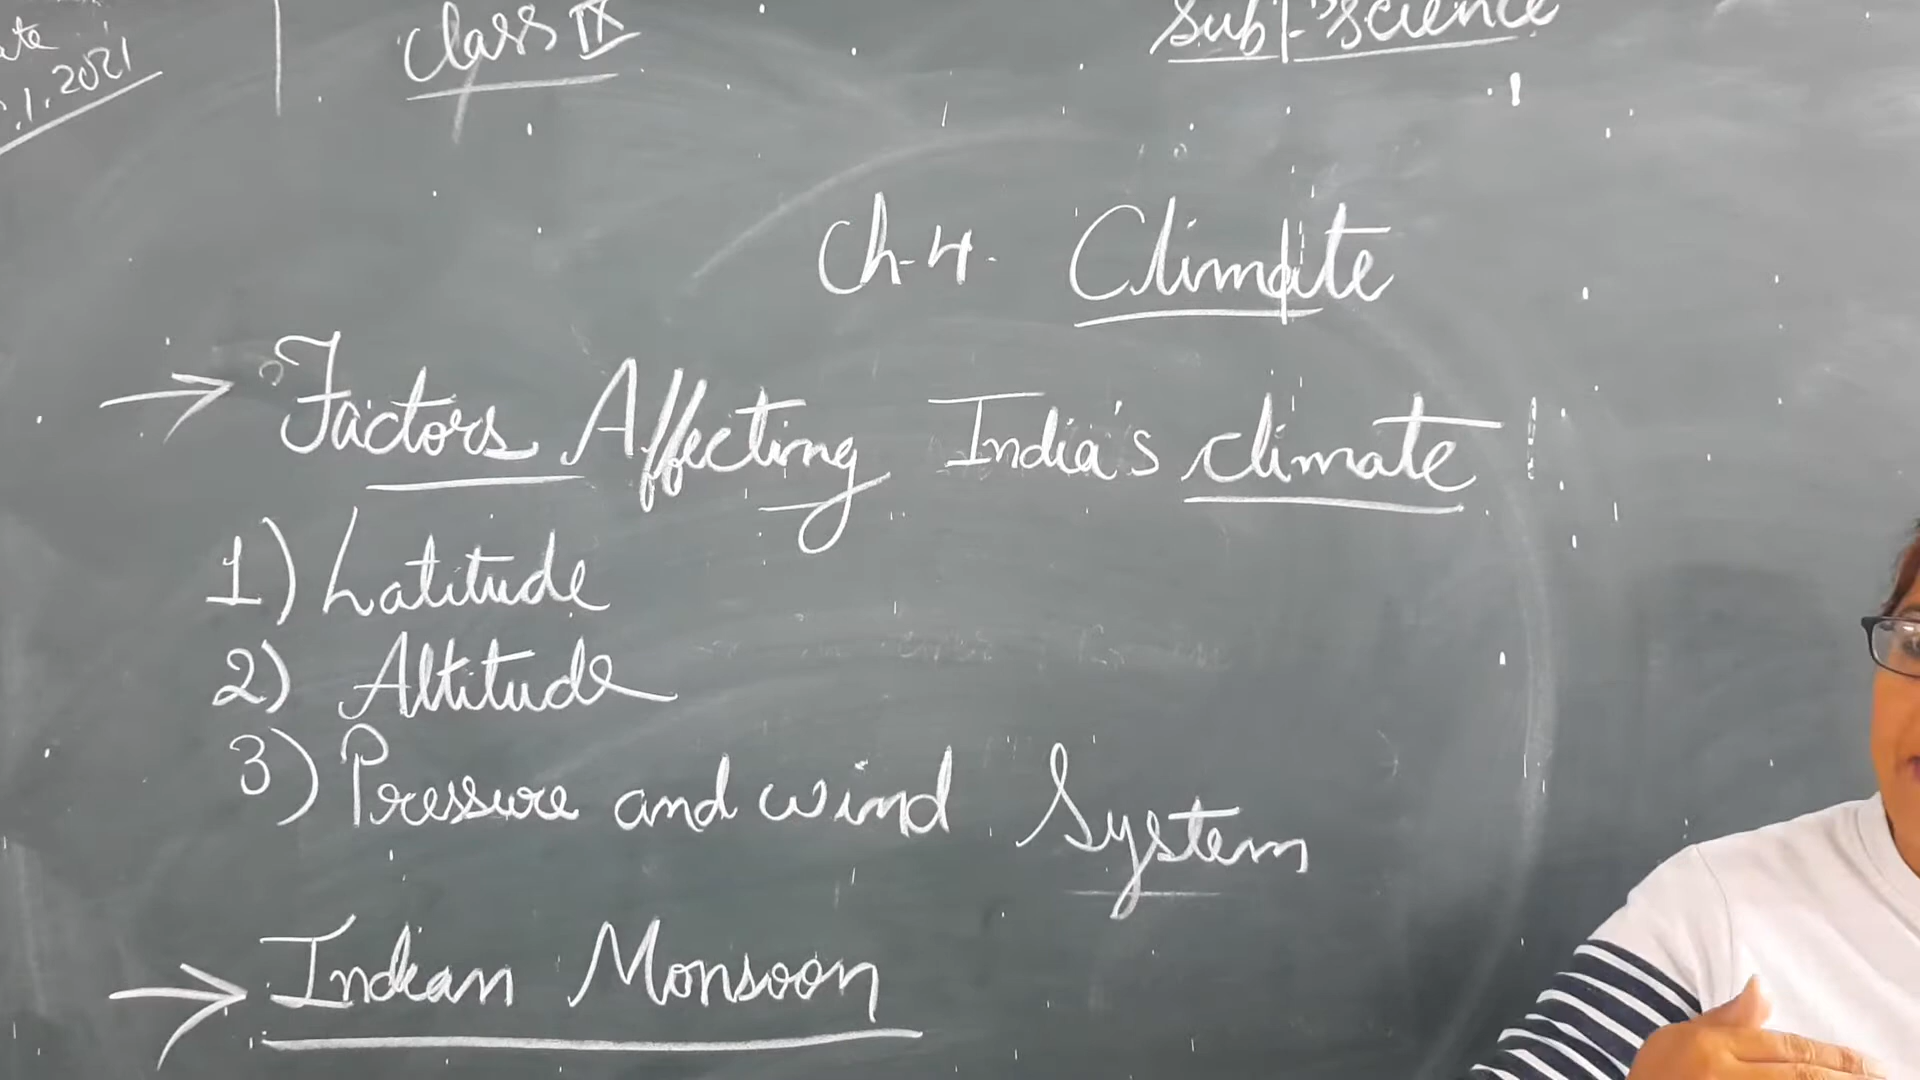 Class IX
Sub - Science
.1.2021
Ch-4. Climate
→ Factors Affecting India's climate
1) Latitude
2) Altitude
3) Pressure and wind System
→ Indian Monsoon